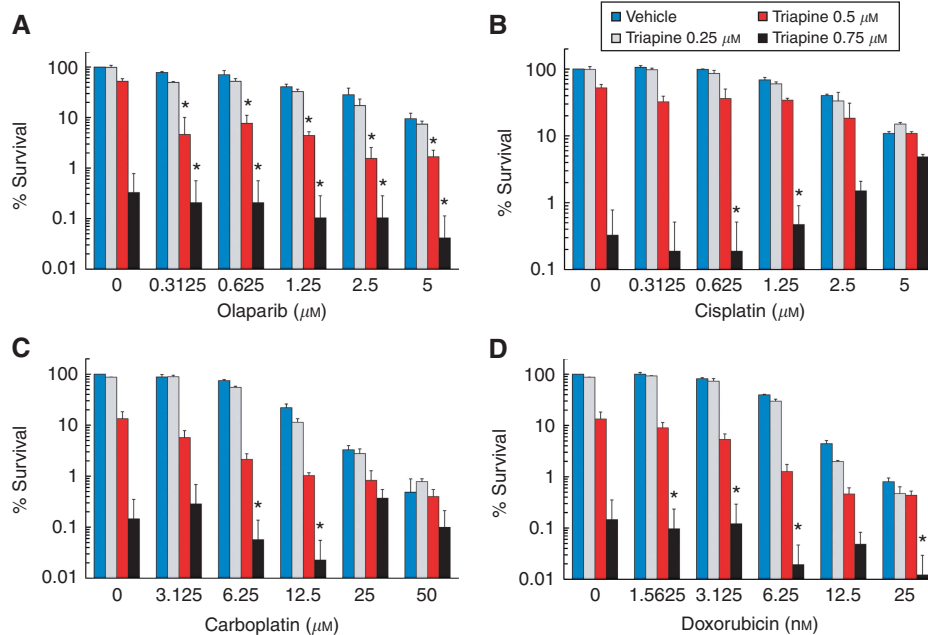 Vehicle Triapine 0.5 μM
Triapine 0.25 μM Triapine 0.75 μM
A
% Survival
100
10
1
0.1
0.01
* * * * *
* * * * *
0 0.3125 0.625 1.25 2.5 5
Olaparib (μM)
B
% Survival
100
10
1
0.1
* *
0 0.3125 0.625 1.25 2.5 5
Cisplatin (μM)
C
% Survival
100
10
1
0.1
0.01
* *
0 3.125 6.25 12.5 25 50
Carboplatin (μM)
D
% Survival
100
10
1
0.1
0.01
* * * *
0 1.5625 3.125 6.25 12.5 25
Doxorubicin (nM)